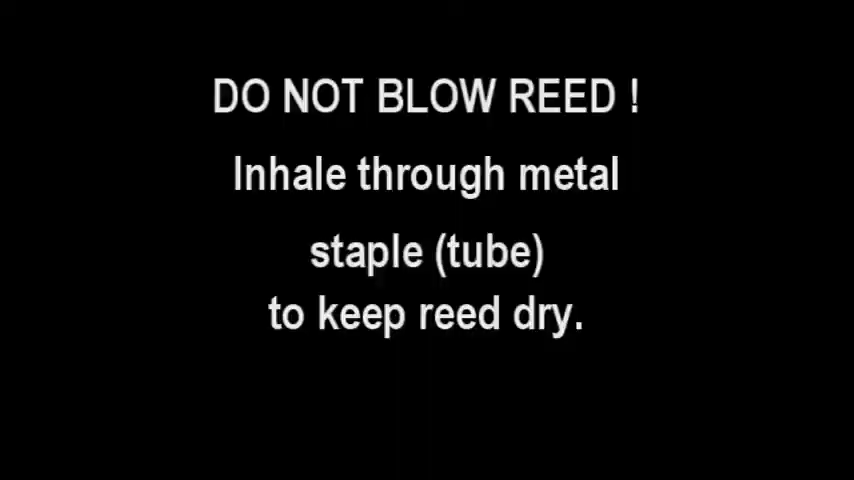 DO NOT BLOW REED !
Inhale through metal
staple (tube)
to keep reed dry.